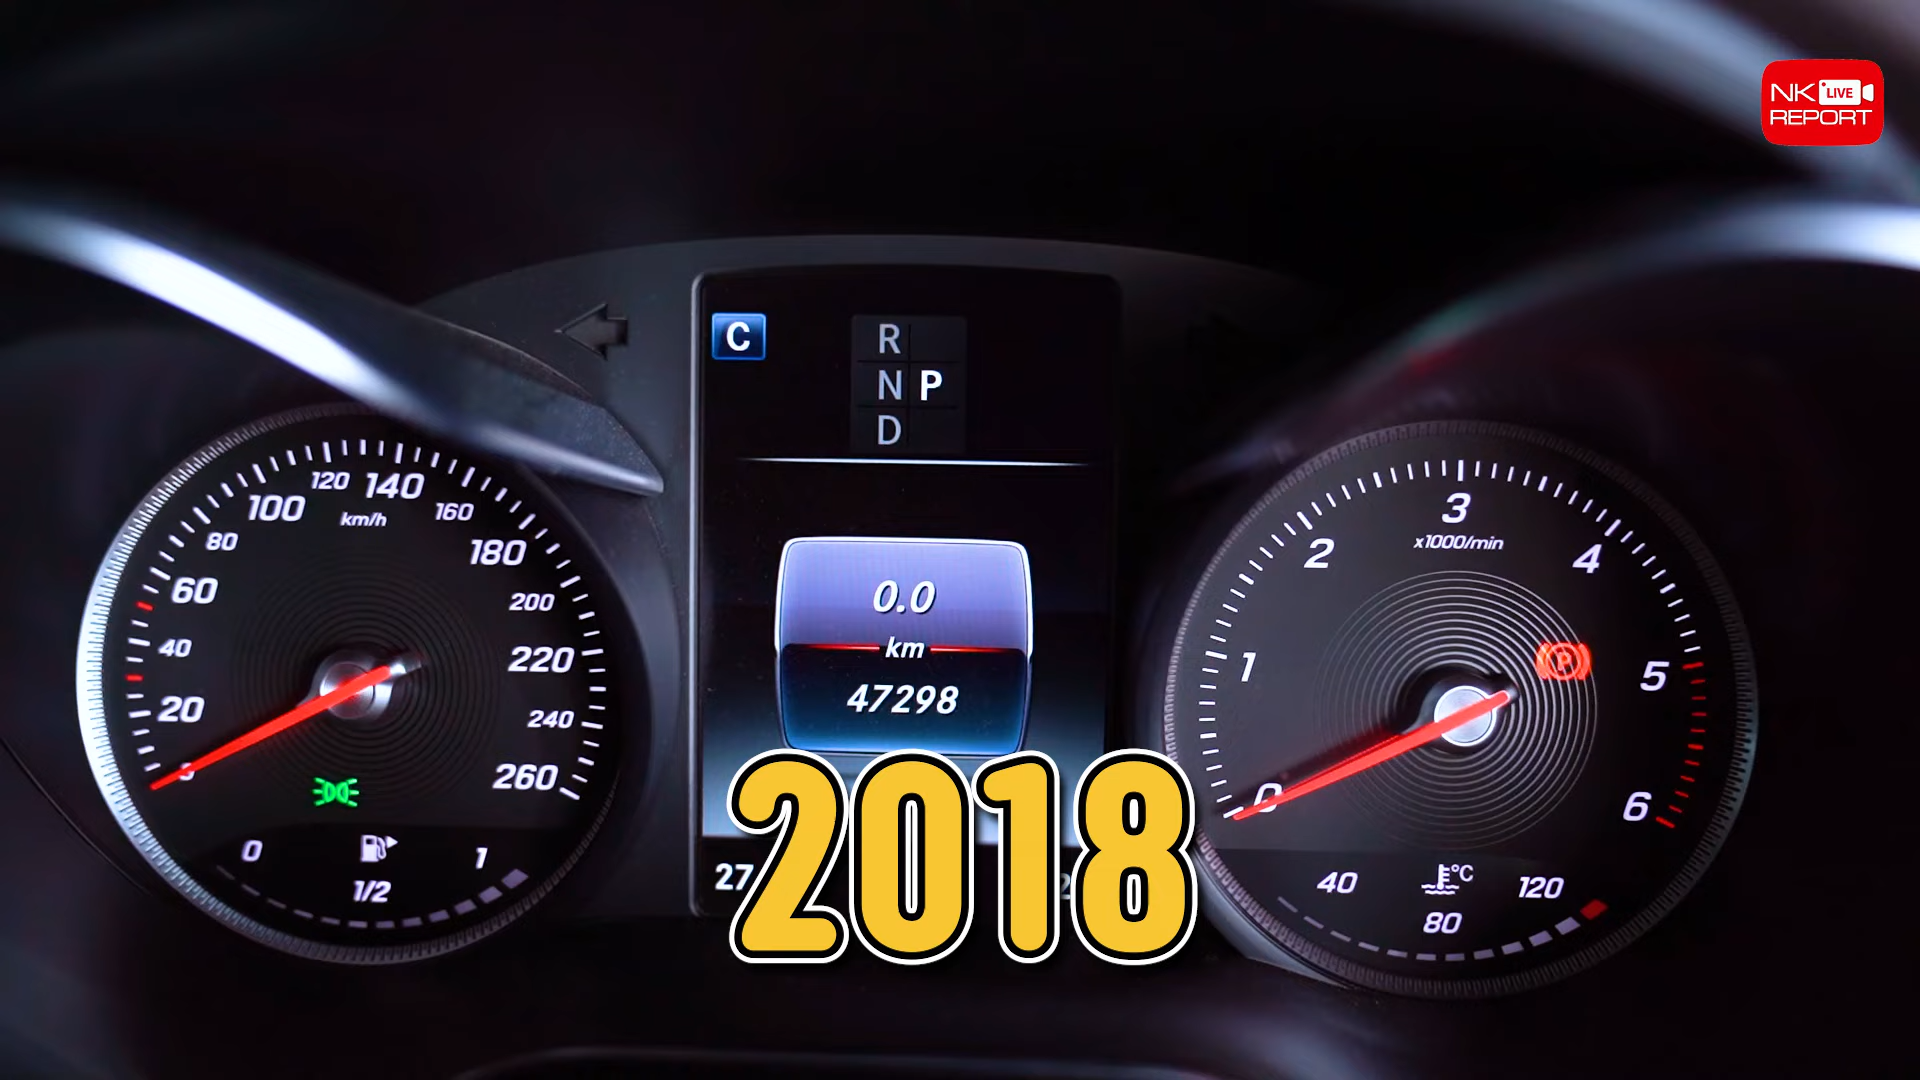 NK LIVE
REPORT
C
R
N P
D
0 20 40 60 80 100 120 140 160 180 200 220 240 260
km/h
0 1/2 1
0.0
km
47298
27
2018
0 1 2 3 4 5 6
x1000/min
P
40 80 120
°C